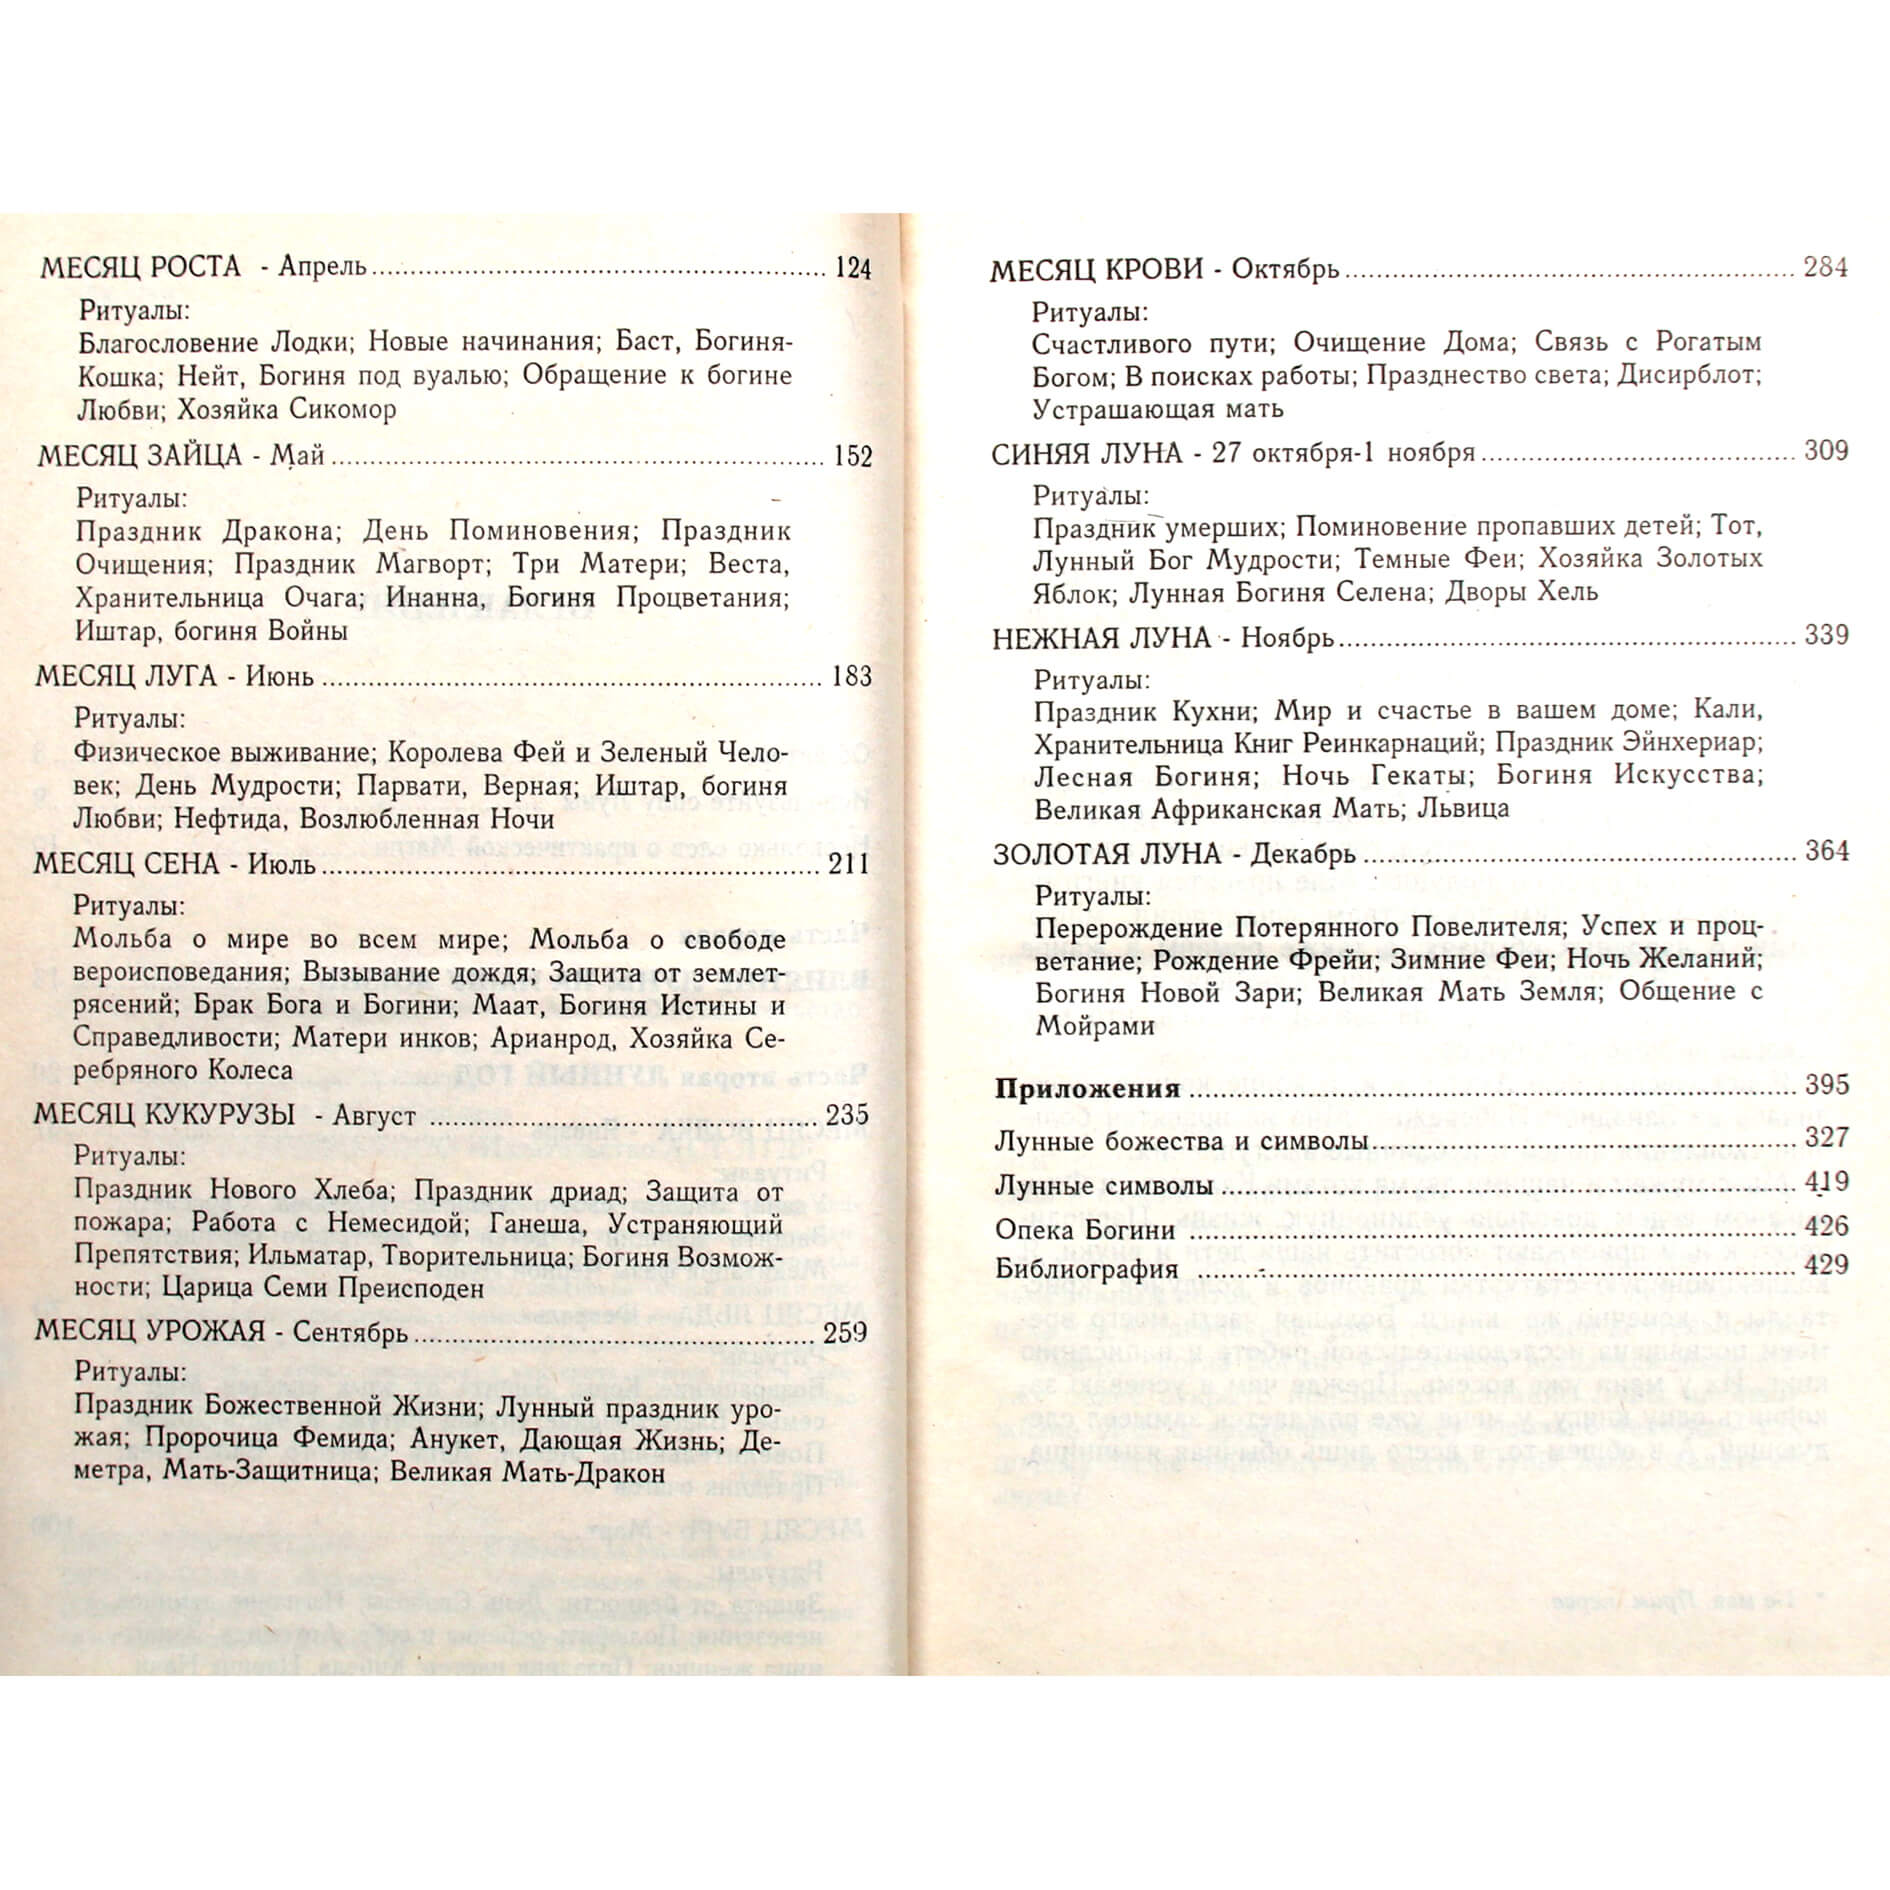 МЕСЯЦ РОСТА - Апрель 124
Ритуалы:
Благословение Лодки; Новые начинания; Баст, Богиня-
Кошка; Нейт, Богиня под вуалью; Обращение к богине
Любви; Хозяйка Сикомор
МЕСЯЦ ЗАЙЦА - Май 152
Ритуалы:
Праздник Дракона; День Поминовения; Праздник
Очищения; Праздник Магворт; Три Матери; Веста,
Хранительница Очага; Инанна, Богиня Процветания;
Иштар, богиня Войны
МЕСЯЦ ЛУГА - Июнь 183
Ритуалы:
Физическое выживание; Королева Фей и Зеленый Чело-
век; День Мудрости; Парвати, Верная; Иштар, богиня
Любви; Нефтида, Возлюбленная Ночи
МЕСЯЦ СЕНА - Июль 211
Ритуалы:
Мольба о мире во всем мире; Мольба о свободе
вероисповедания; Вызывание дождя; Защита от землет-
рясений; Брак Бога и Богини; Маат, Богиня Истины и
Справедливости; Матери инков; Арианрод, Хозяйка Се-
ребряного Колеса
МЕСЯЦ КУКУРУЗЫ - Август 235
Ритуалы:
Праздник Нового Хлеба; Праздник дриад; Защита от
пожара; Работа с Немесидой; Ганеша, Устраняющий
Препятствия; Ильматар, Творительница; Богиня Возмож-
ности; Царица Семи Преисподен
МЕСЯЦ УРОЖАЯ - Сентябрь 259
Ритуалы:
Праздник Божественной Жизни; Лунный праздник уро-
жая; Пророчица Фемида; Анукет, Дающая Жизнь; Де-
метра, Мать-Защитница; Великая Мать-Дракон
МЕСЯЦ КРОВИ - Октябрь 284
Ритуалы:
Счастливого пути; Очищение Дома; Связь с Рогатым
Богом; В поисках работы; Празднество света; Дисирблот;
Устрашающая мать
СИНЯЯ ЛУНА - 27 октября-1 ноября 309
Ритуалы:
Праздник умерших; Поминовение пропавших детей; Тот,
Лунный Бог Мудрости; Темные Феи; Хозяйка Золотых
Яблок; Лунная Богиня Селена; Дворы Хель
НЕЖНАЯ ЛУНА - Ноябрь 339
Ритуалы:
Праздник Кухни; Мир и счастье в вашем доме; Кали,
Хранительница Книг Реинкарнаций; Праздник Эйнхериар;
Лесная Богиня; Ночь Гекаты; Богиня Искусства;
Великая Африканская Мать; Львица
ЗОЛОТАЯ ЛУНА - Декабрь 364
Ритуалы:
Перерождение Потерянного Повелителя; Успех и проц-
ветание; Рождение Фрейи; Зимние Феи; Ночь Желаний;
Богиня Новой Зари; Великая Мать Земля; Общение с
Мойрами
Приложения 395
Лунные божества и символы 327
Лунные символы 419
Опека Богини 426
Библиография 429